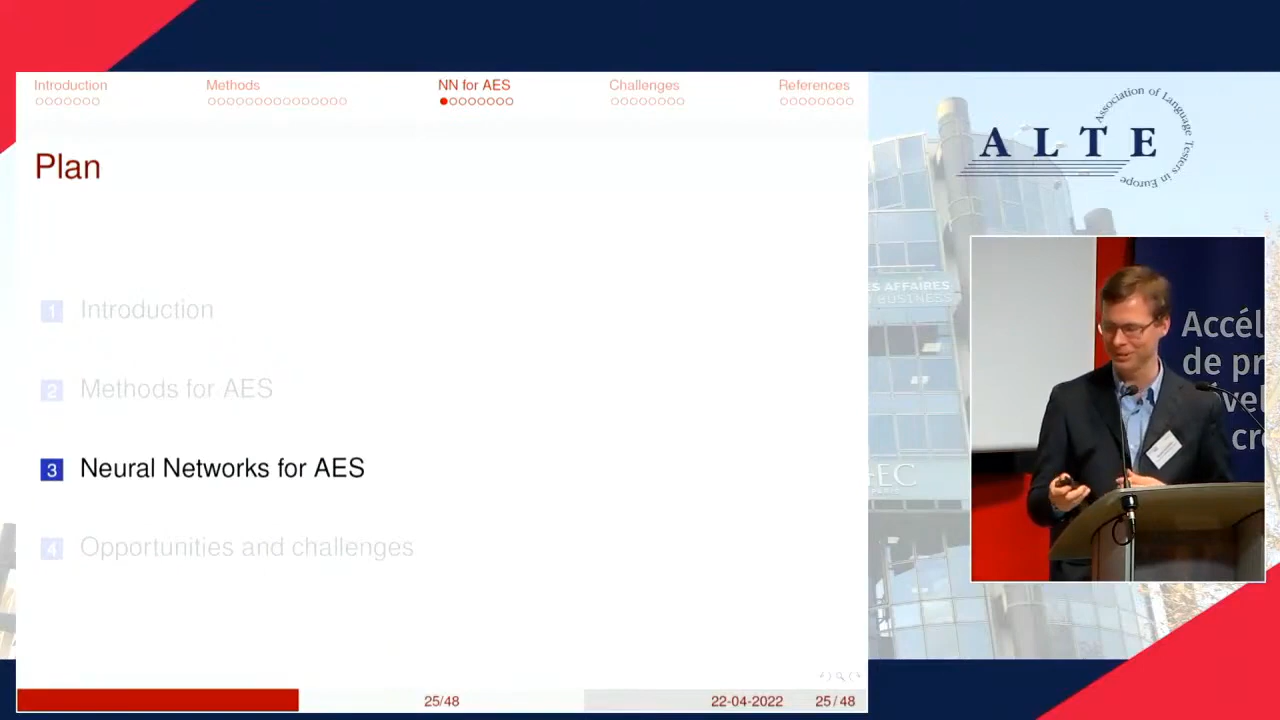 Introduction
Methods
NN for AES
Challenges
References
Plan
1 Introduction
2 Methods for AES
3 Neural Networks for AES
4 Opportunities and challenges
25/48
22-04-2022
25 / 48
ALTE
Association of Language Testers in Europe
S AFFAIRES
BUSINESS
EC
Accél
de pr
ével
cr